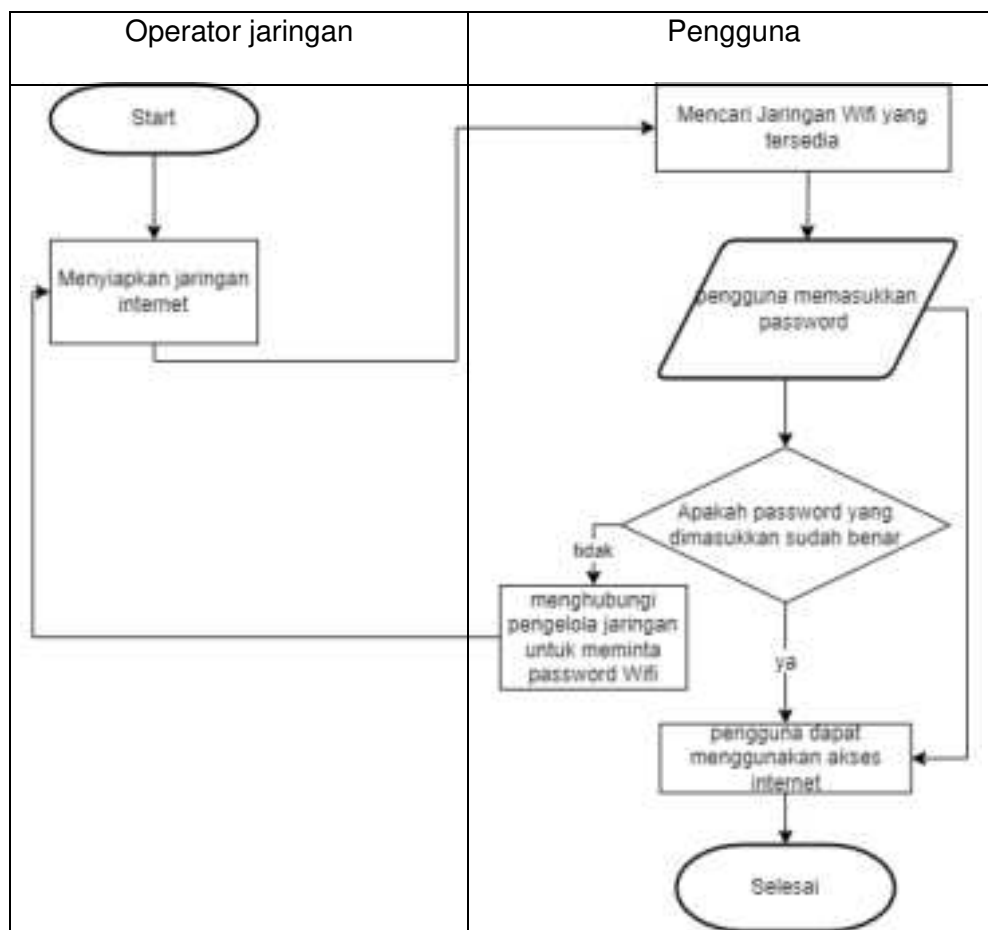 Operator jaringan
Pengguna
Start
Mencari Jaringan Wifi yang
tersedia
Menyiapkan jaringan
internet
pengguna memasukkan
password
Apakah password yang
dimasukkan sudah benar
tidak
menghubungi
pengelola jaringan
untuk meminta
password Wifi
ya
pengguna dapat
menggunakan akses
internet
Selesai